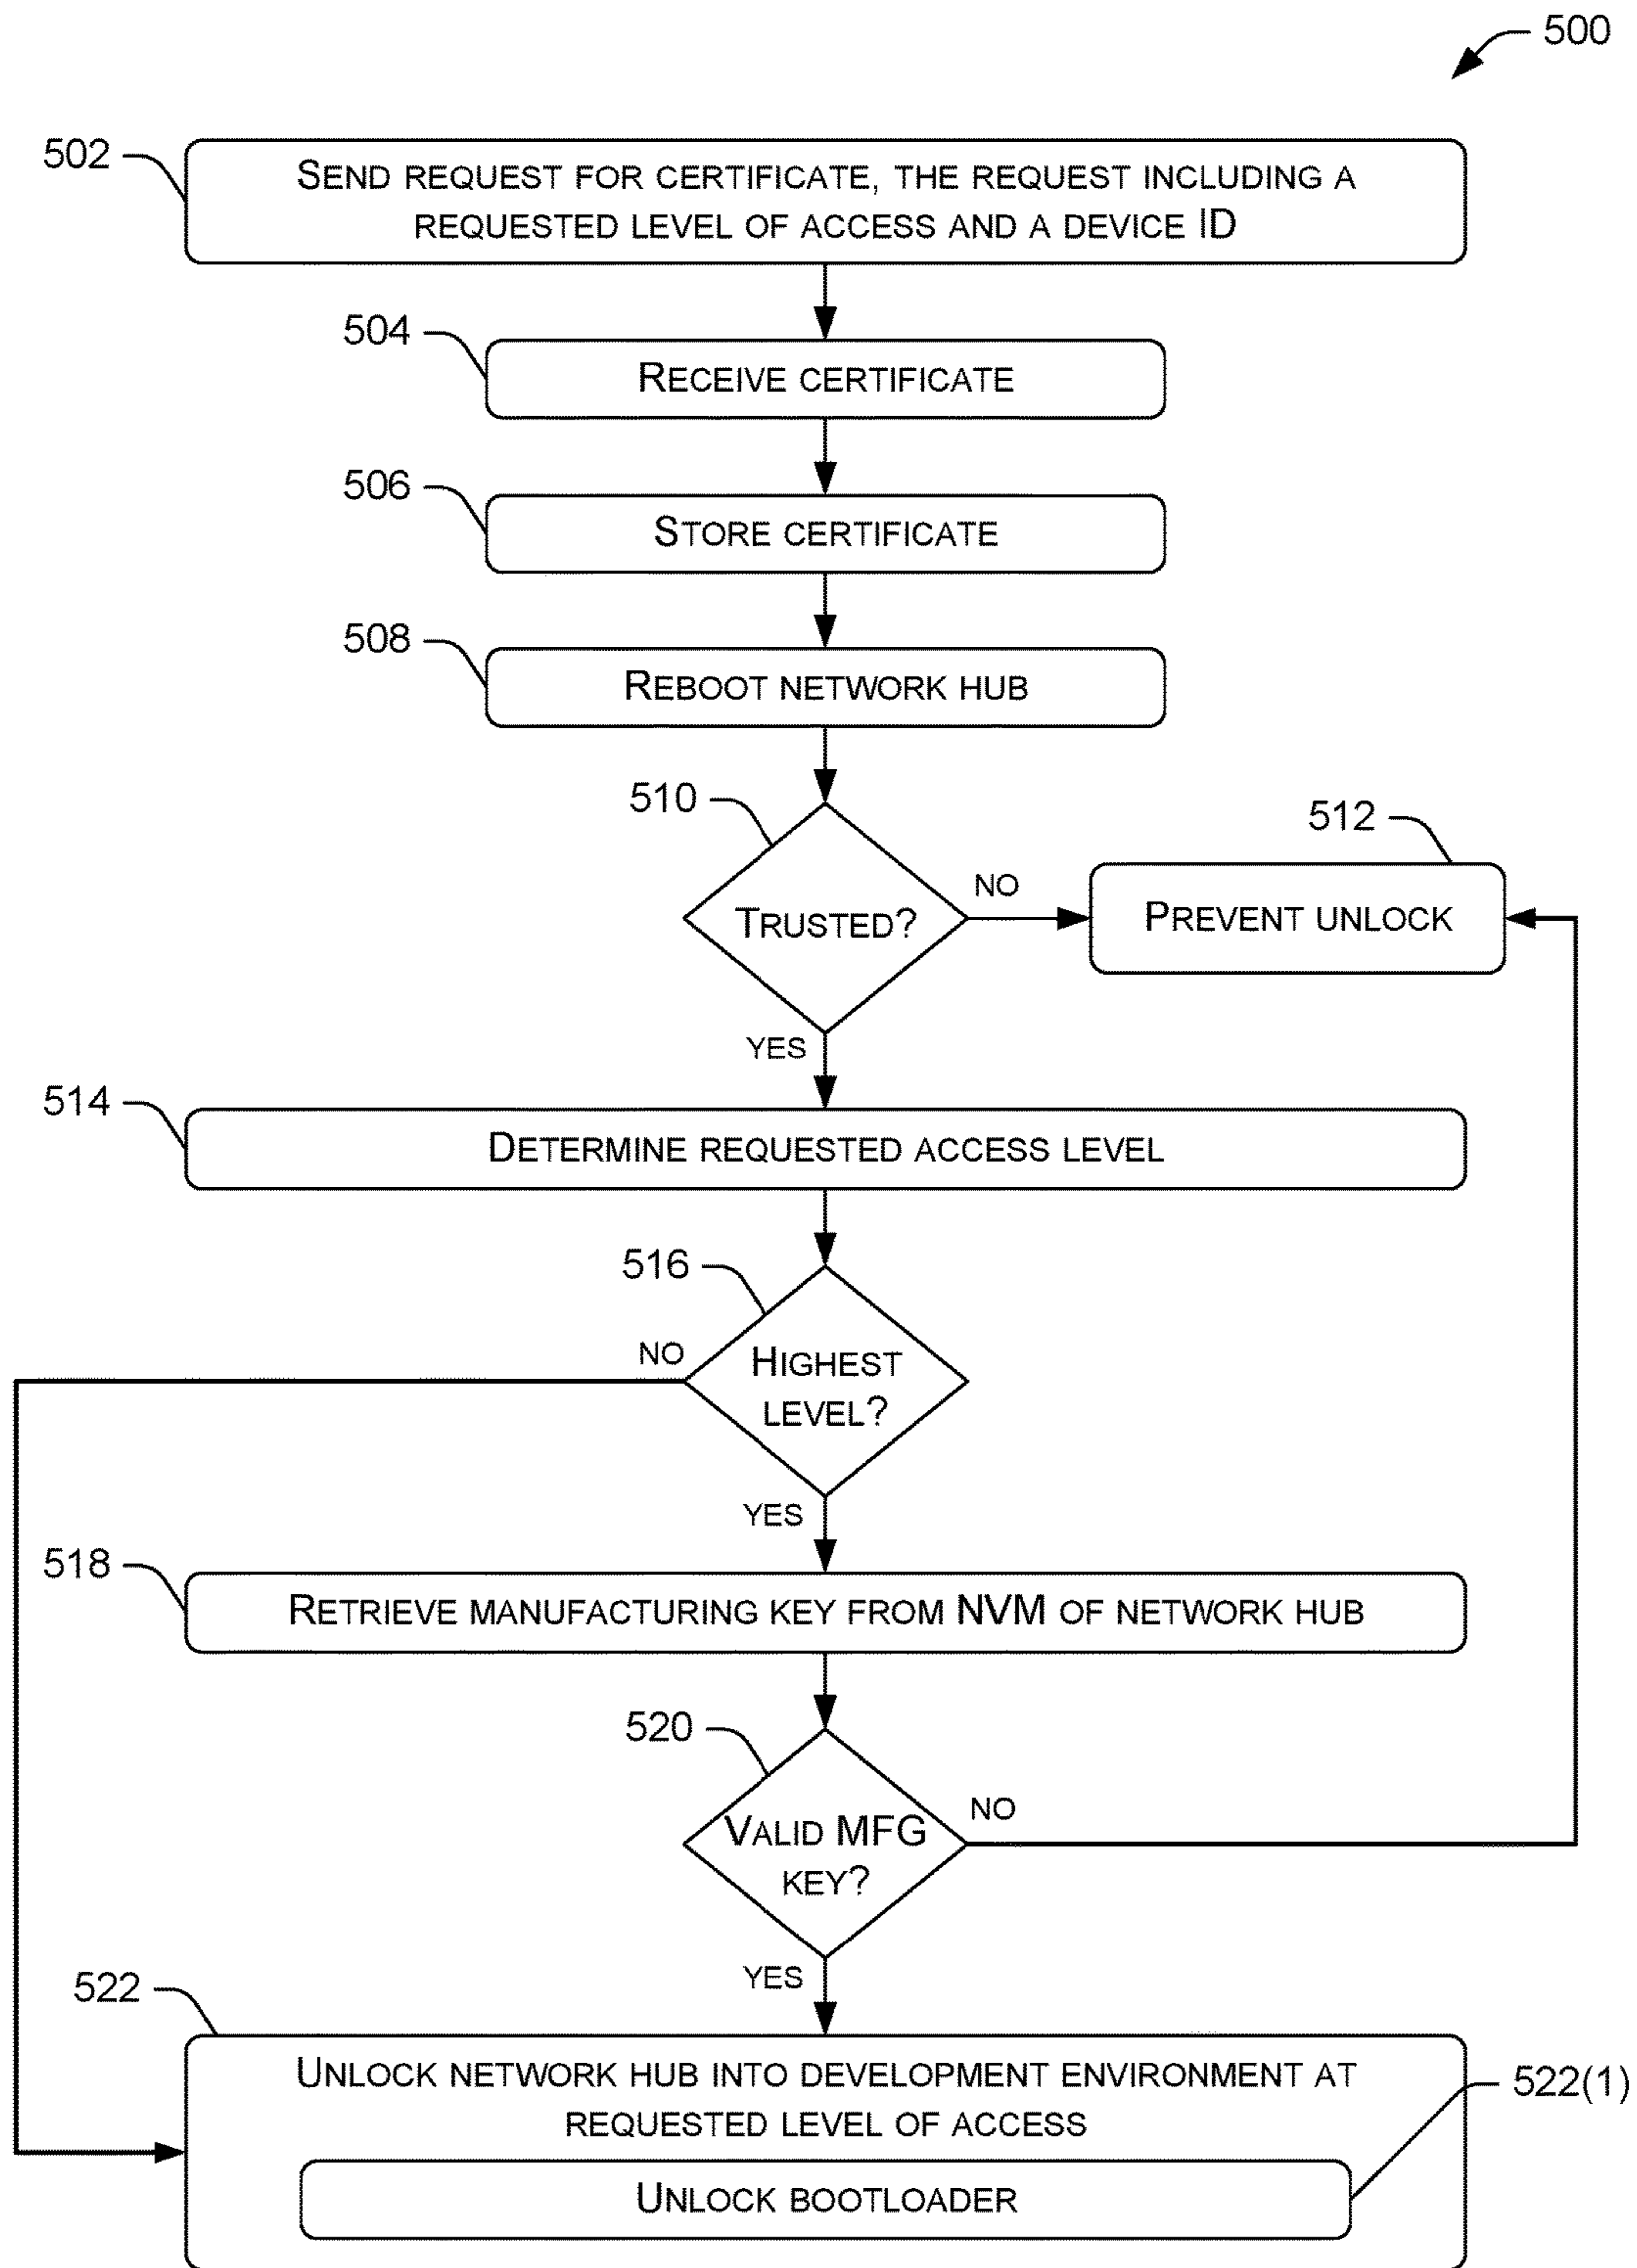 500
502
SEND REQUEST FOR CERTIFICATE, THE REQUEST INCLUDING A
REQUESTED LEVEL OF ACCESS AND A DEVICE ID
504
RECEIVE CERTIFICATE
506
STORE CERTIFICATE
508
REBOOT NETWORK HUB
510
TRUSTED?
NO
512
PREVENT UNLOCK
YES
514
DETERMINE REQUESTED ACCESS LEVEL
516
NO
HIGHEST
LEVEL?
YES
518
RETRIEVE MANUFACTURING KEY FROM NVM OF NETWORK HUB
520
VALID MFG
KEY?
NO
YES
522
UNLOCK NETWORK HUB INTO DEVELOPMENT ENVIRONMENT AT
REQUESTED LEVEL OF ACCESS
522(1)
UNLOCK BOOTLOADER